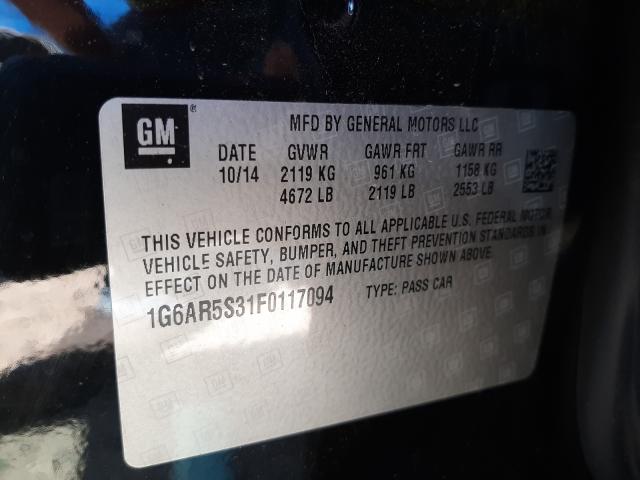 GM ®
MFD BY GENERAL MOTORS LLC
DATE GVWR GAWR FRT GAWR RR
10/14 2119 KG 961 KG 1158 KG
4672 LB 2119 LB 2553 LB
THIS VEHICLE CONFORMS TO ALL APPLICABLE U.S. FEDERAL MOTOR
VEHICLE SAFETY, BUMPER, AND THEFT PREVENTION STANDARDS IN
EFFECT ON THE DATE OF MANUFACTURE SHOWN ABOVE.
1G6AR5S31F0117094 TYPE: PASS CAR